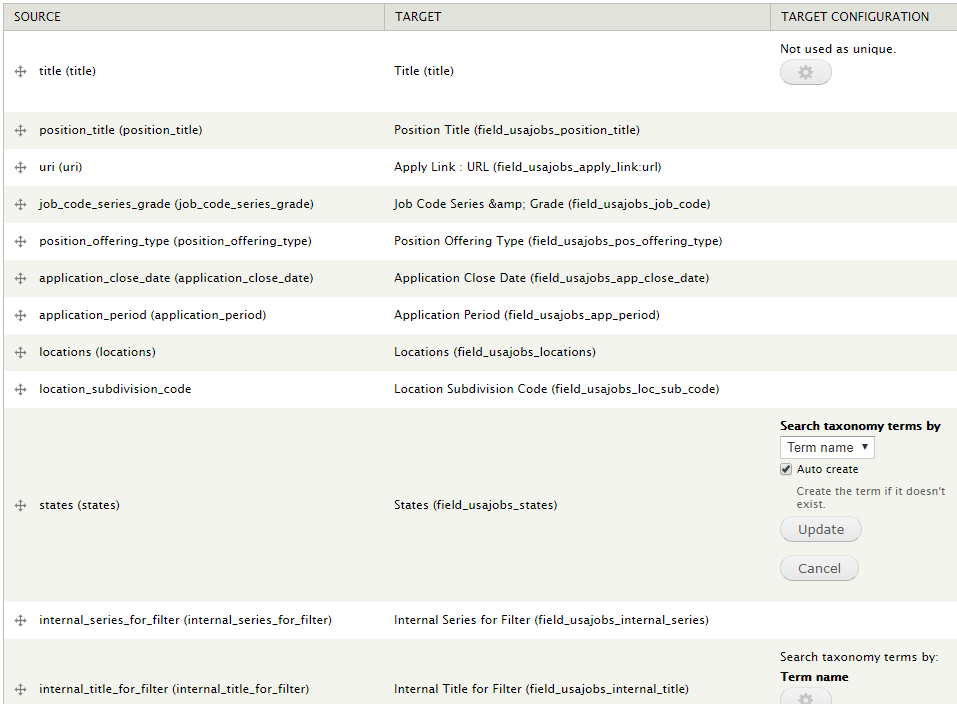 SOURCE TARGET TARGET CONFIGURATION
Not used as unique.
title (title) Title (title)
position_title (position_title) Position Title (field_usajobs_position_title)
uri (uri) Apply Link : URL (field_usajobs_apply_link:url)
job_code_series_grade (job_code_series_grade) Job Code Series &amp; Grade (field_usajobs_job_code)
position_offering_type (position_offering_type) Position Offering Type (field_usajobs_pos_offering_type)
application_close_date (application_close_date) Application Close Date (field_usajobs_app_close_date)
application_period (application_period) Application Period (field_usajobs_app_period)
locations (locations) Locations (field_usajobs_locations)
location_subdivision_code Location Subdivision Code (field_usajobs_loc_sub_code)
Search taxonomy terms by
Term name
Auto create
Create the term if it doesn't
exist.
states (states) States (field_usajobs_states)
Update
Cancel
internal_series_for_filter (internal_series_for_filter) Internal Series for Filter (field_usajobs_internal_series)
Search taxonomy terms by:
Term name
internal_title_for_filter (internal_title_for_filter) Internal Title for Filter (field_usajobs_internal_title)